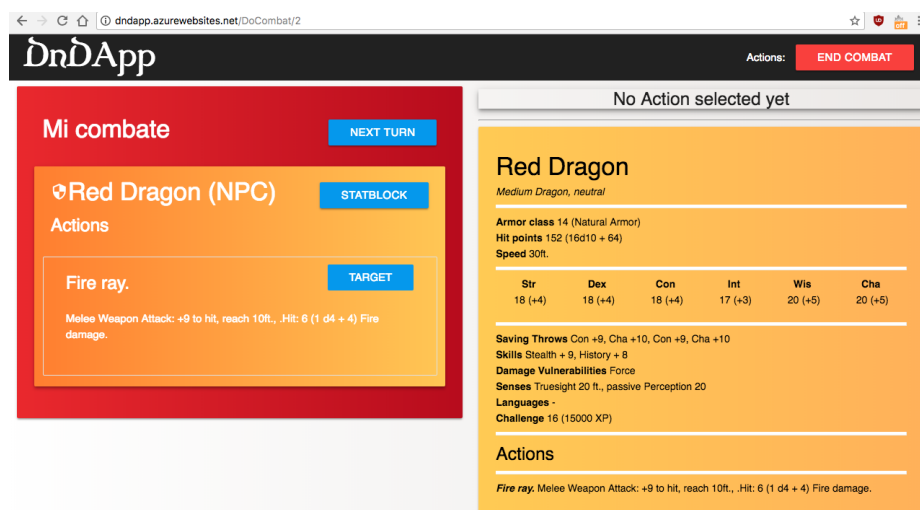 dndapp.azurewebsites.net/DoCombat/2
off
DnDApp
Actions:
END COMBAT
Mi combate
NEXT TURN
Red Dragon (NPC)
STATBLOCK
Actions
Fire ray.
TARGET
Melee Weapon Attack: +9 to hit, reach 10ft., .Hit: 6 (1 d4 + 4) Fire
damage.
No Action selected yet
Red Dragon
Medium Dragon, neutral
Armor class 14 (Natural Armor)
Hit points 152 (16d10 + 64)
Speed 30ft.
Str Dex Con Int Wis Cha
18 (+4) 18 (+4) 18 (+4) 17 (+3) 20 (+5) 20 (+5)
Saving Throws Con +9, Cha +10, Con +9, Cha +10
Skills Stealth + 9, History + 8
Damage Vulnerabilities Force
Senses Truesight 20 ft., passive Perception 20
Languages -
Challenge 16 (15000 XP)
Actions
Fire ray. Melee Weapon Attack: +9 to hit, reach 10ft., .Hit: 6 (1 d4 + 4) Fire damage.